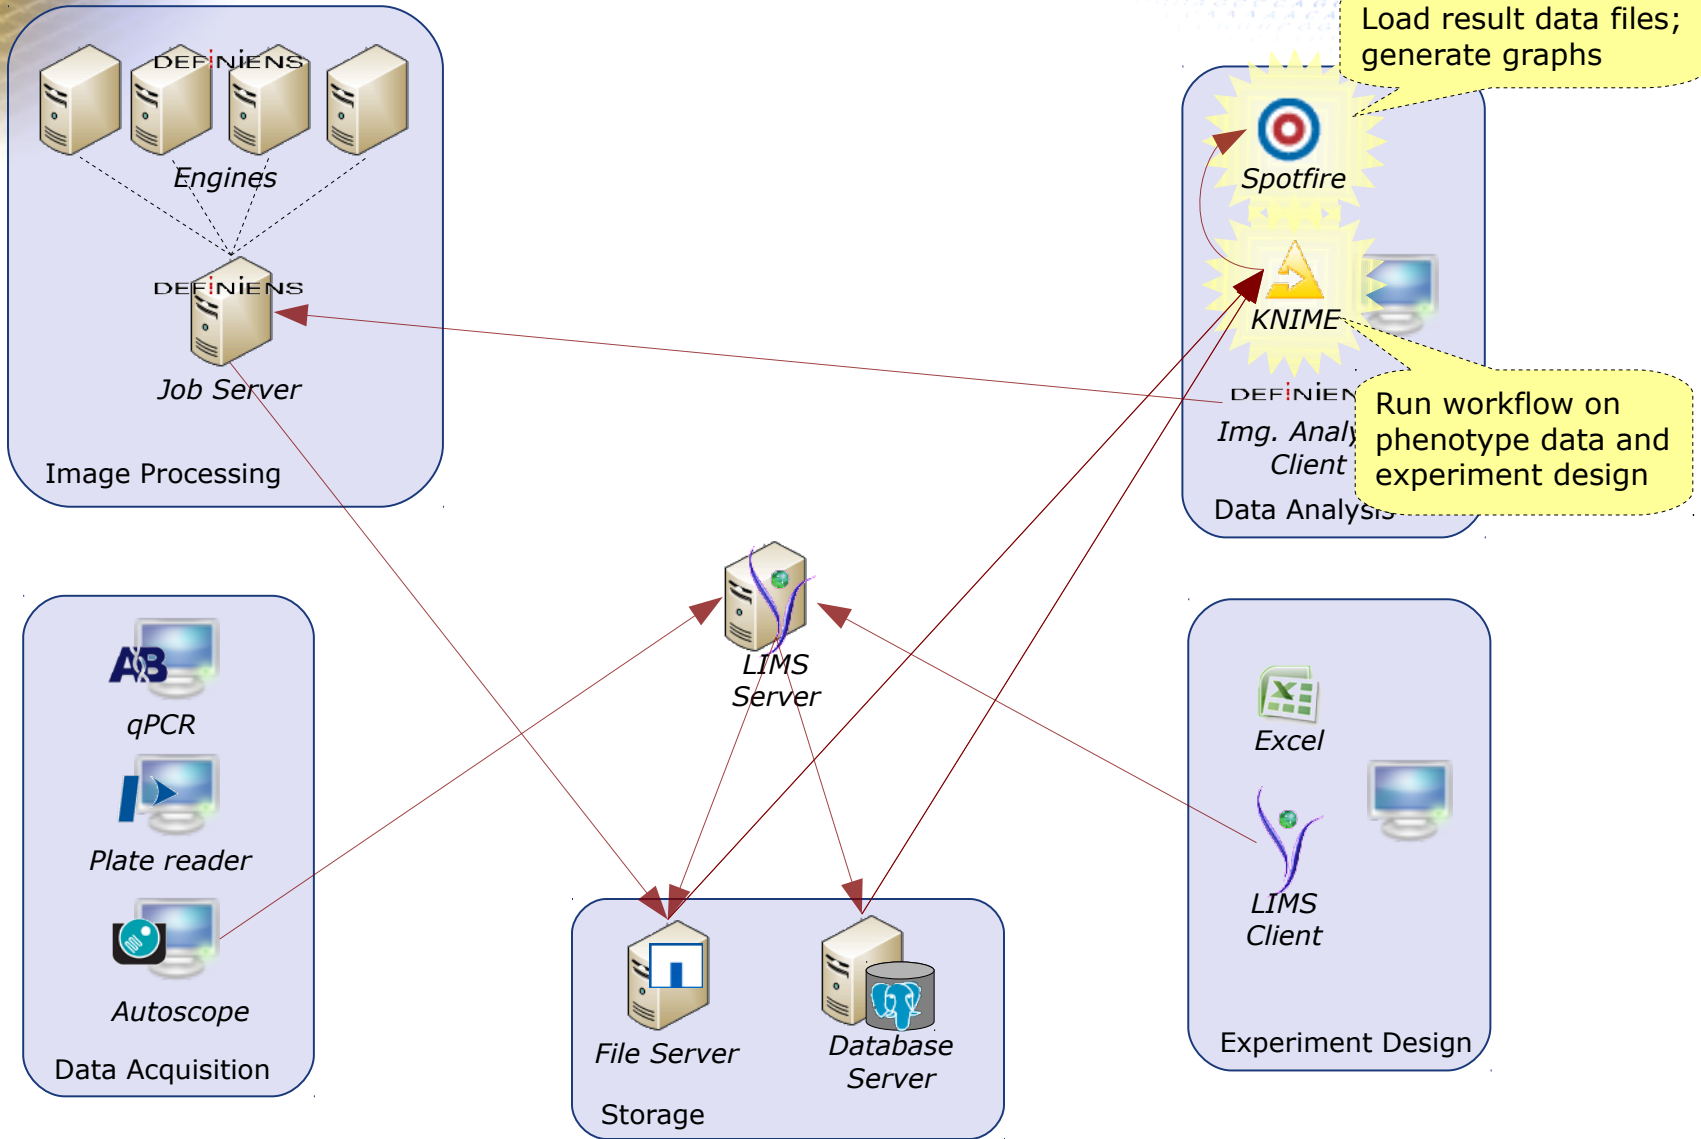 DEFINIENS
Engines
DEFINIENS
Job Server
Image Processing
Load result data files;
generate graphs
Spotfire
KNIME
Run workflow on
phenotype data and
experiment design
DEFINIEN
Img. Analy
Client
Data Analysis
LIMS
Server
A&B
qPCR
Plate reader
Autoscope
Data Acquisition
File Server
Database
Server
Storage
Excel
LIMS
Client
Experiment Design